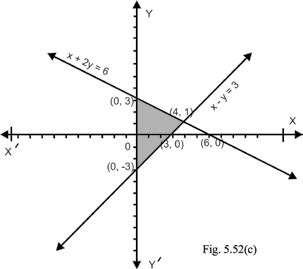 Y
x + 2y = 6
x - y = 3
(0, 3)
(4, 1)
X′
X
0
(3, 0)
(6, 0)
(0, -3)
Y′
Fig. 5.52(c)